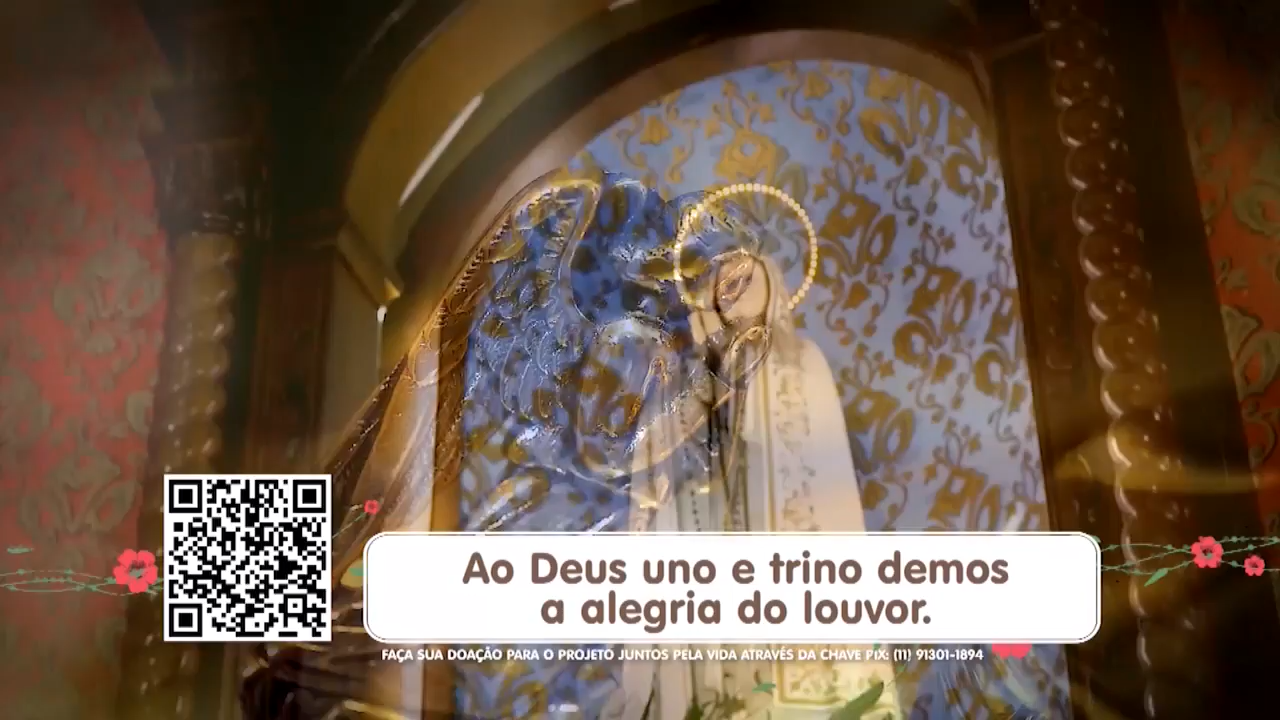 Ao Deus uno e trino demos
a alegria do louvor.
FAÇA SUA DOAÇÃO PARA O PROJETO JUNTOS PELA VIDA ATRAVÉS DA CHAVE PIX: (11) 91301-1894